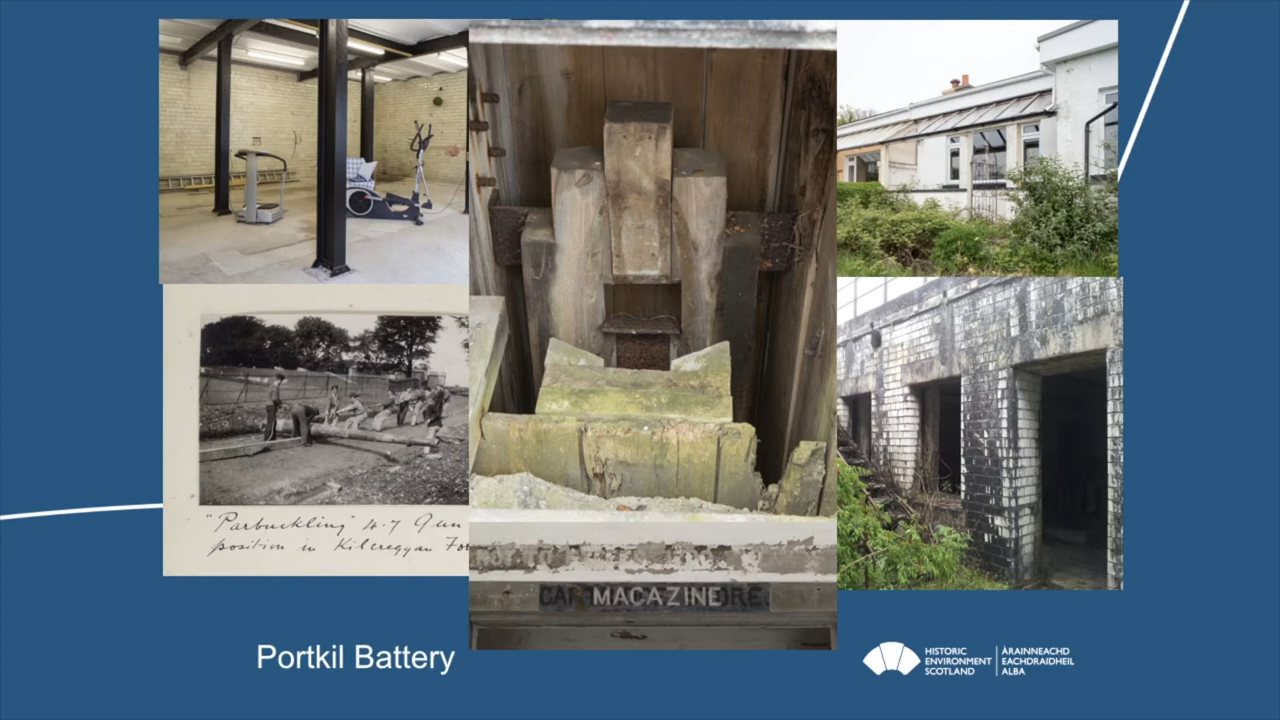 "Parbuckling" 4.7 Gun
position in Kilcreggan Fo
MAGAZINE
Portkil Battery
HISTORIC
ENVIRONMENT
SCOTLAND
ÀRAINNEACHD
EACHDRAIDHEIL
ALBA